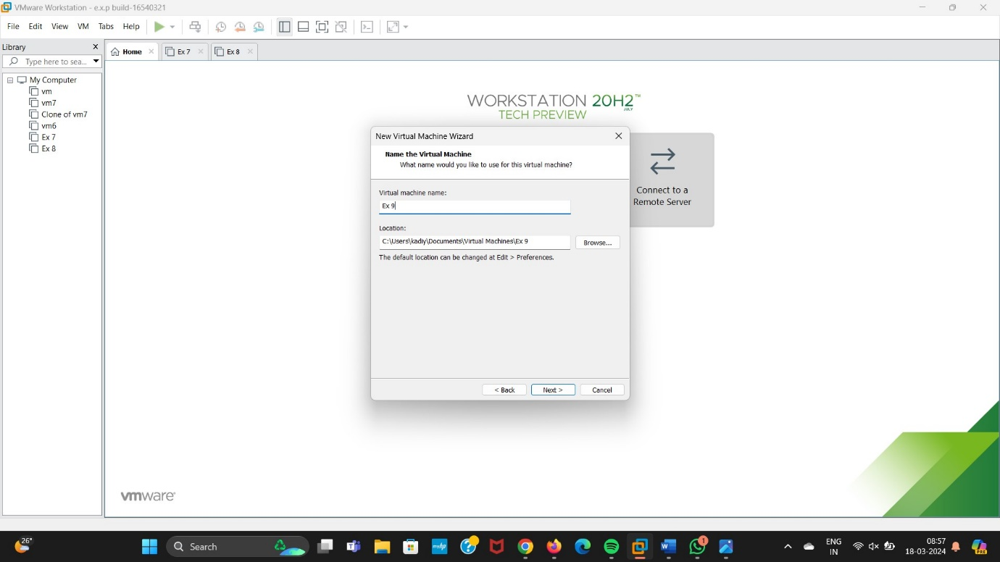 VMware Workstation - e.x.p build-16540321
File Edit View VM Tabs Help
Library
Home Ex 7 Ex 8
Type here to sea...
My Computer
vm
vm7
Clone of vm7
vm6
Ex 7
Ex 8
WORKSTATION 20H2™
JULY
TECH PREVIEW
New Virtual Machine Wizard
Name the Virtual Machine
What name would you like to use for this virtual machine?
Virtual machine name:
Ex 9
Location:
C:\Users\kadiy\Documents\Virtual Machines\Ex 9
Browse...
The default location can be changed at Edit > Preferences.
< Back Next > Cancel
Connect to a
Remote Server
vmware®
26°
Search
myhp
1
ENG
IN
08:57
18-03-2024
PRE